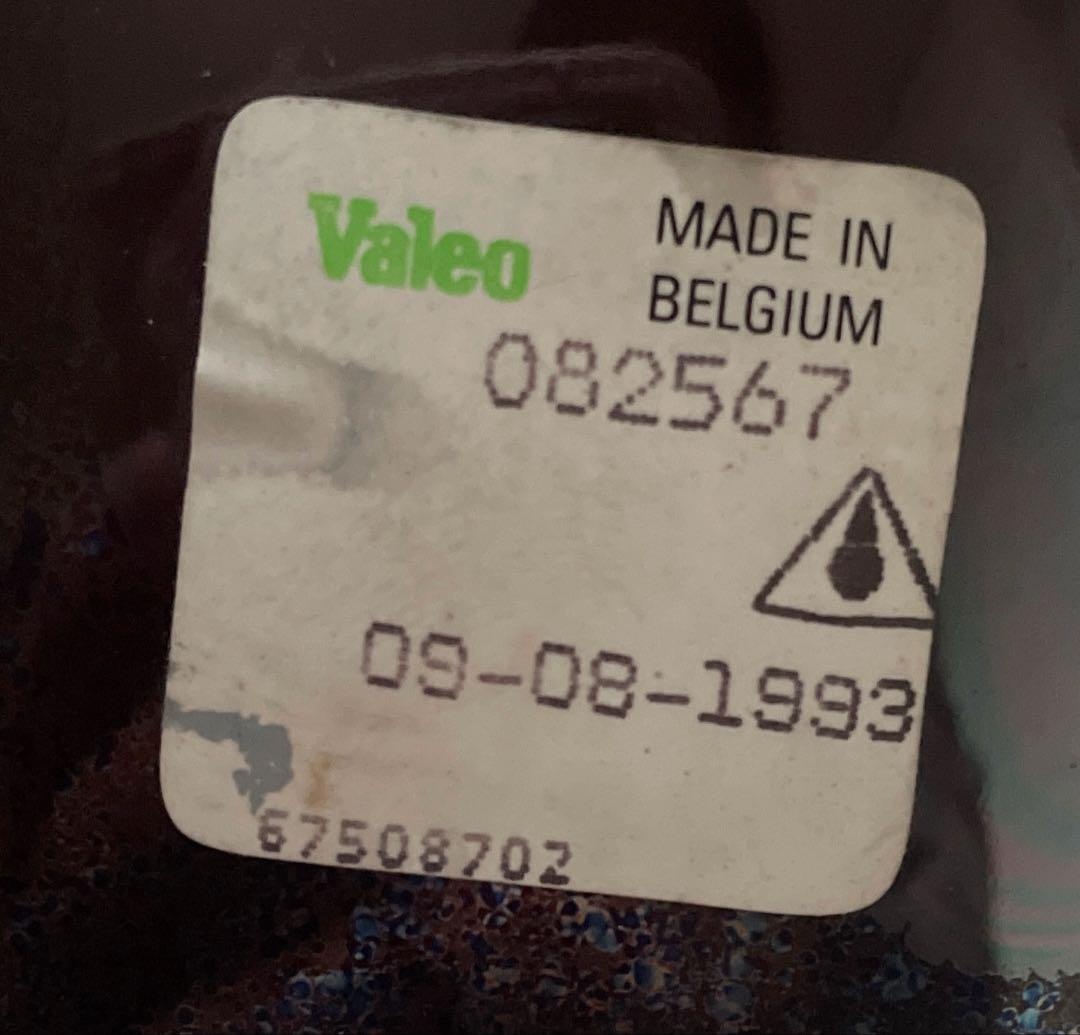 Valeo
MADE IN
BELGIUM
082567
09-08-1993
67508702